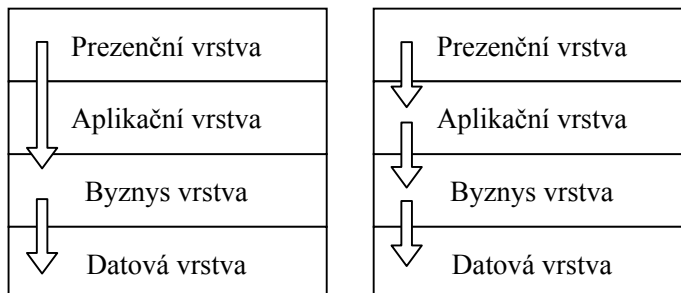 Prezenční vrstva
Aplikační vrstva
Byznys vrstva
Datová vrstva
Prezenční vrstva
Aplikační vrstva
Byznys vrstva
Datová vrstva